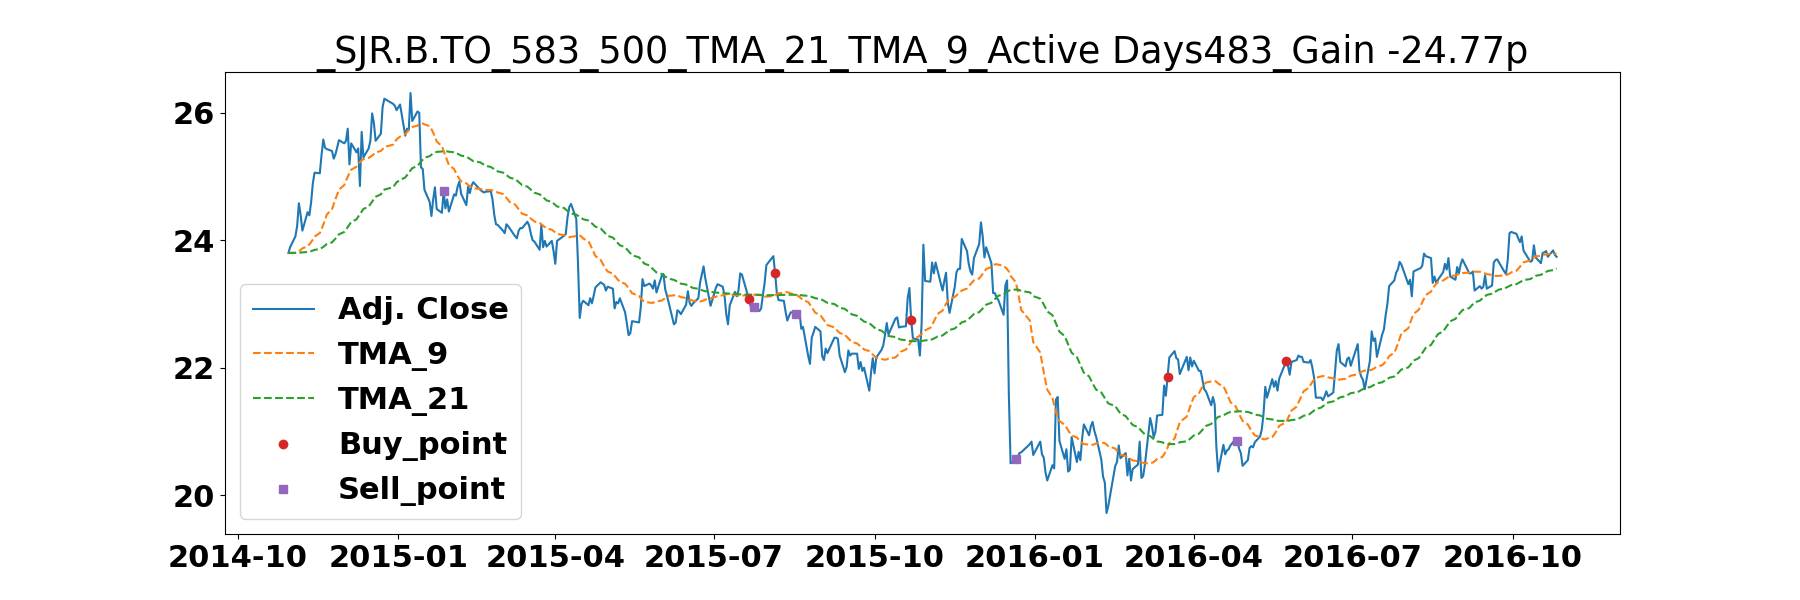 _SJR.B.TO_583_500_TMA_21_TMA_9_Active Days483_Gain -24.77p
26
24
22
20
Adj. Close
TMA_9
TMA_21
Buy_point
Sell_point
2014-10 2015-01 2015-04 2015-07 2015-10 2016-01 2016-04 2016-07 2016-10